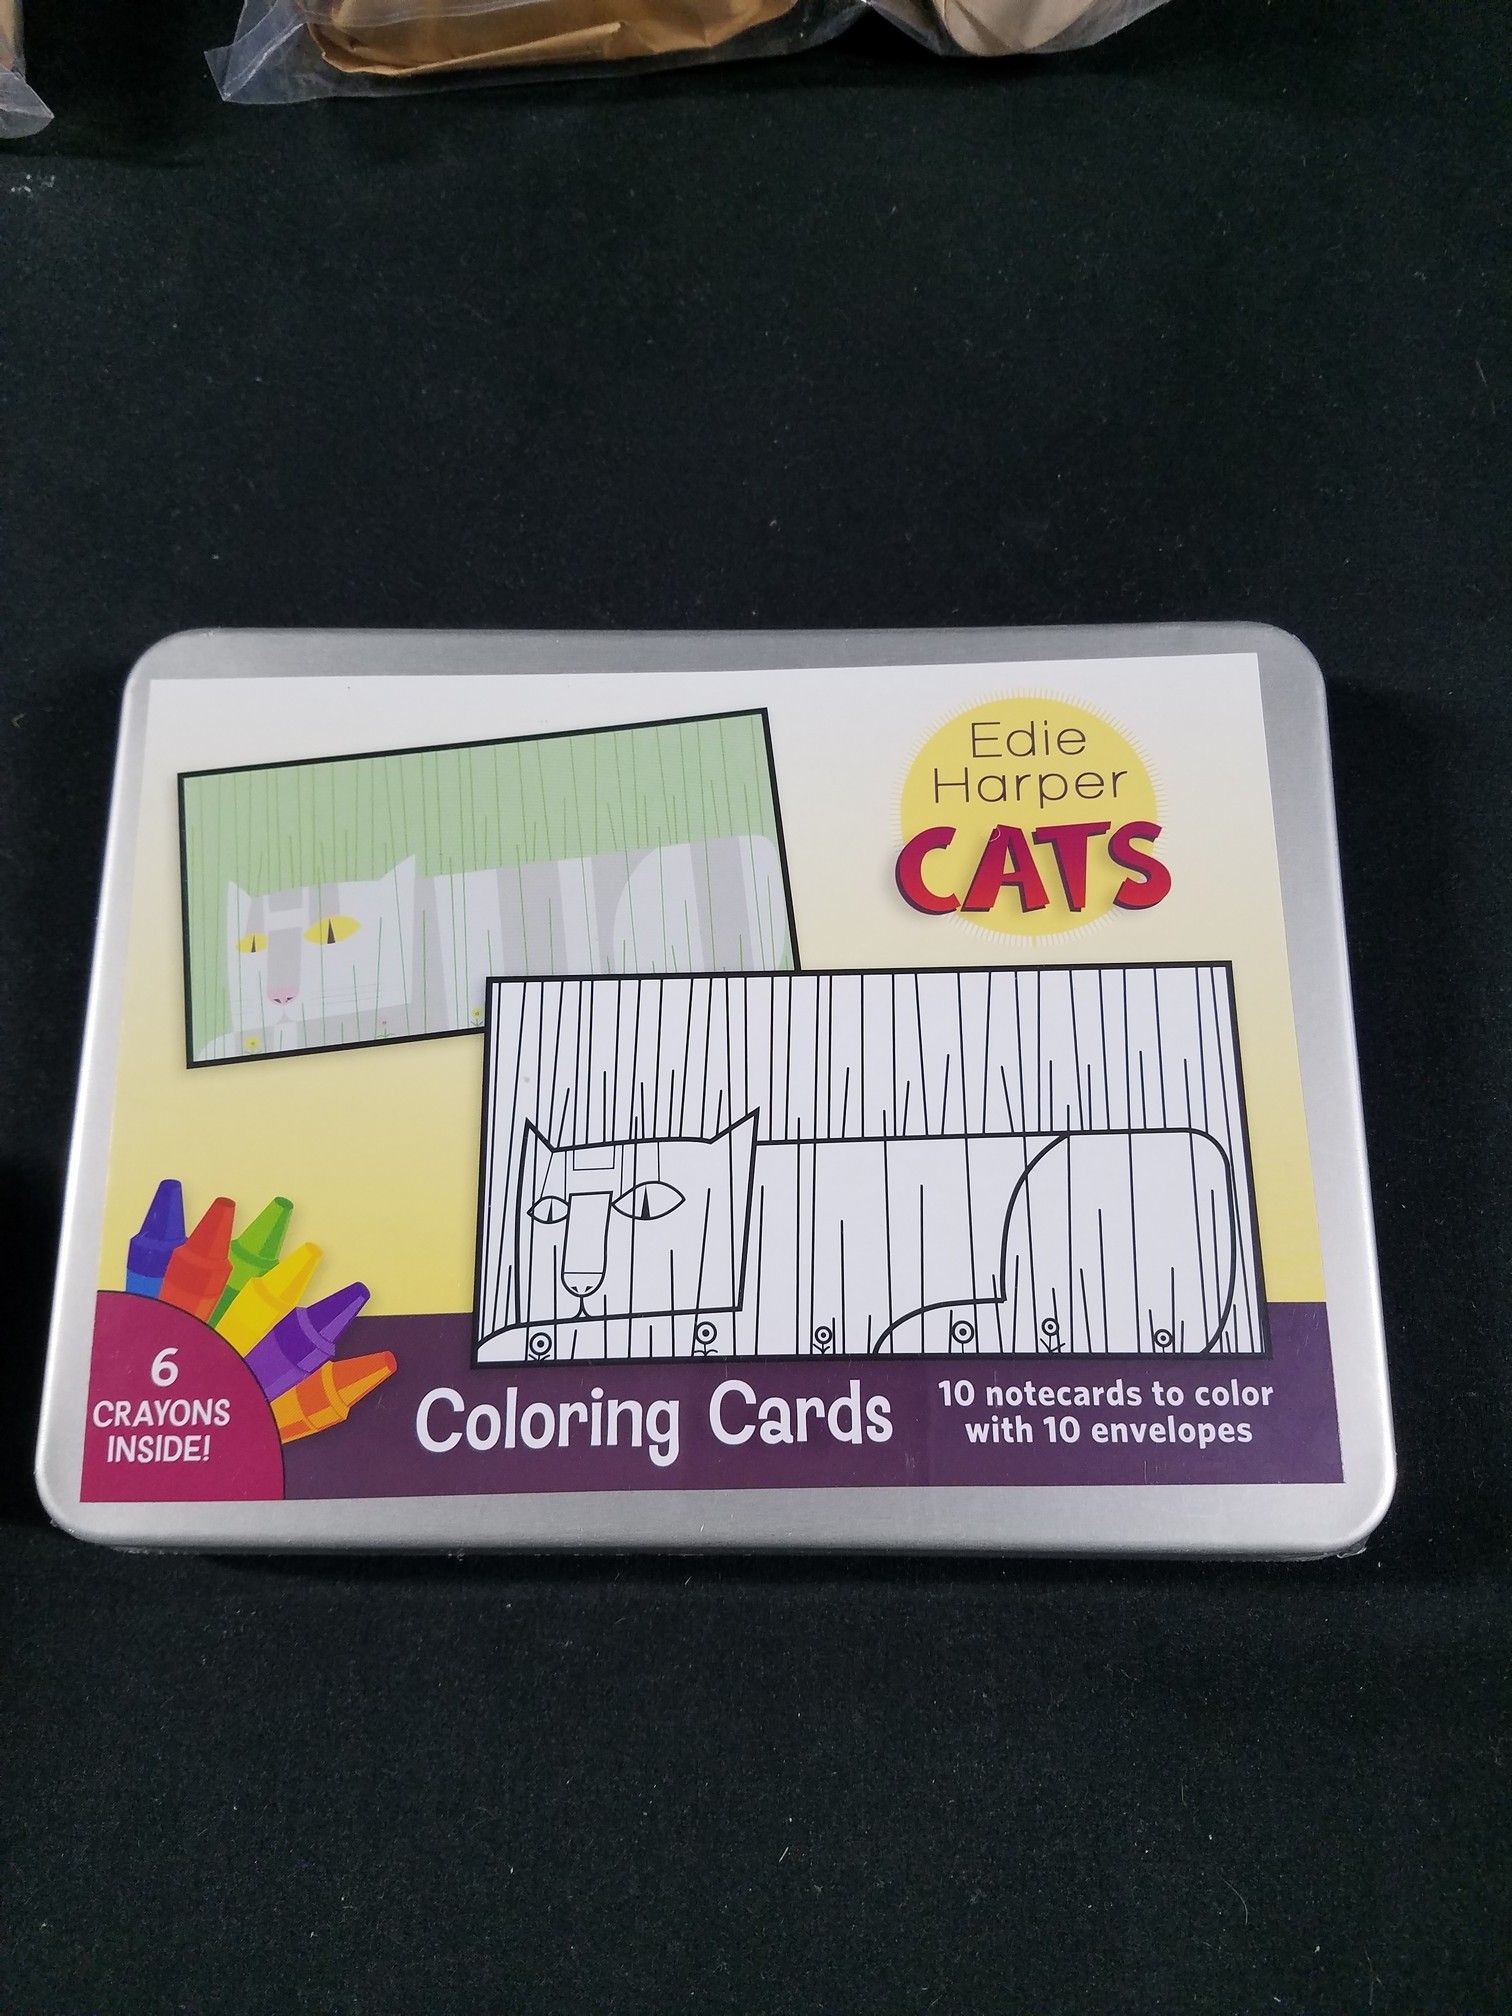 Edie
Harper
CATS
6
CRAYONS
INSIDE!
Coloring Cards
10 notecards to color
with 10 envelopes